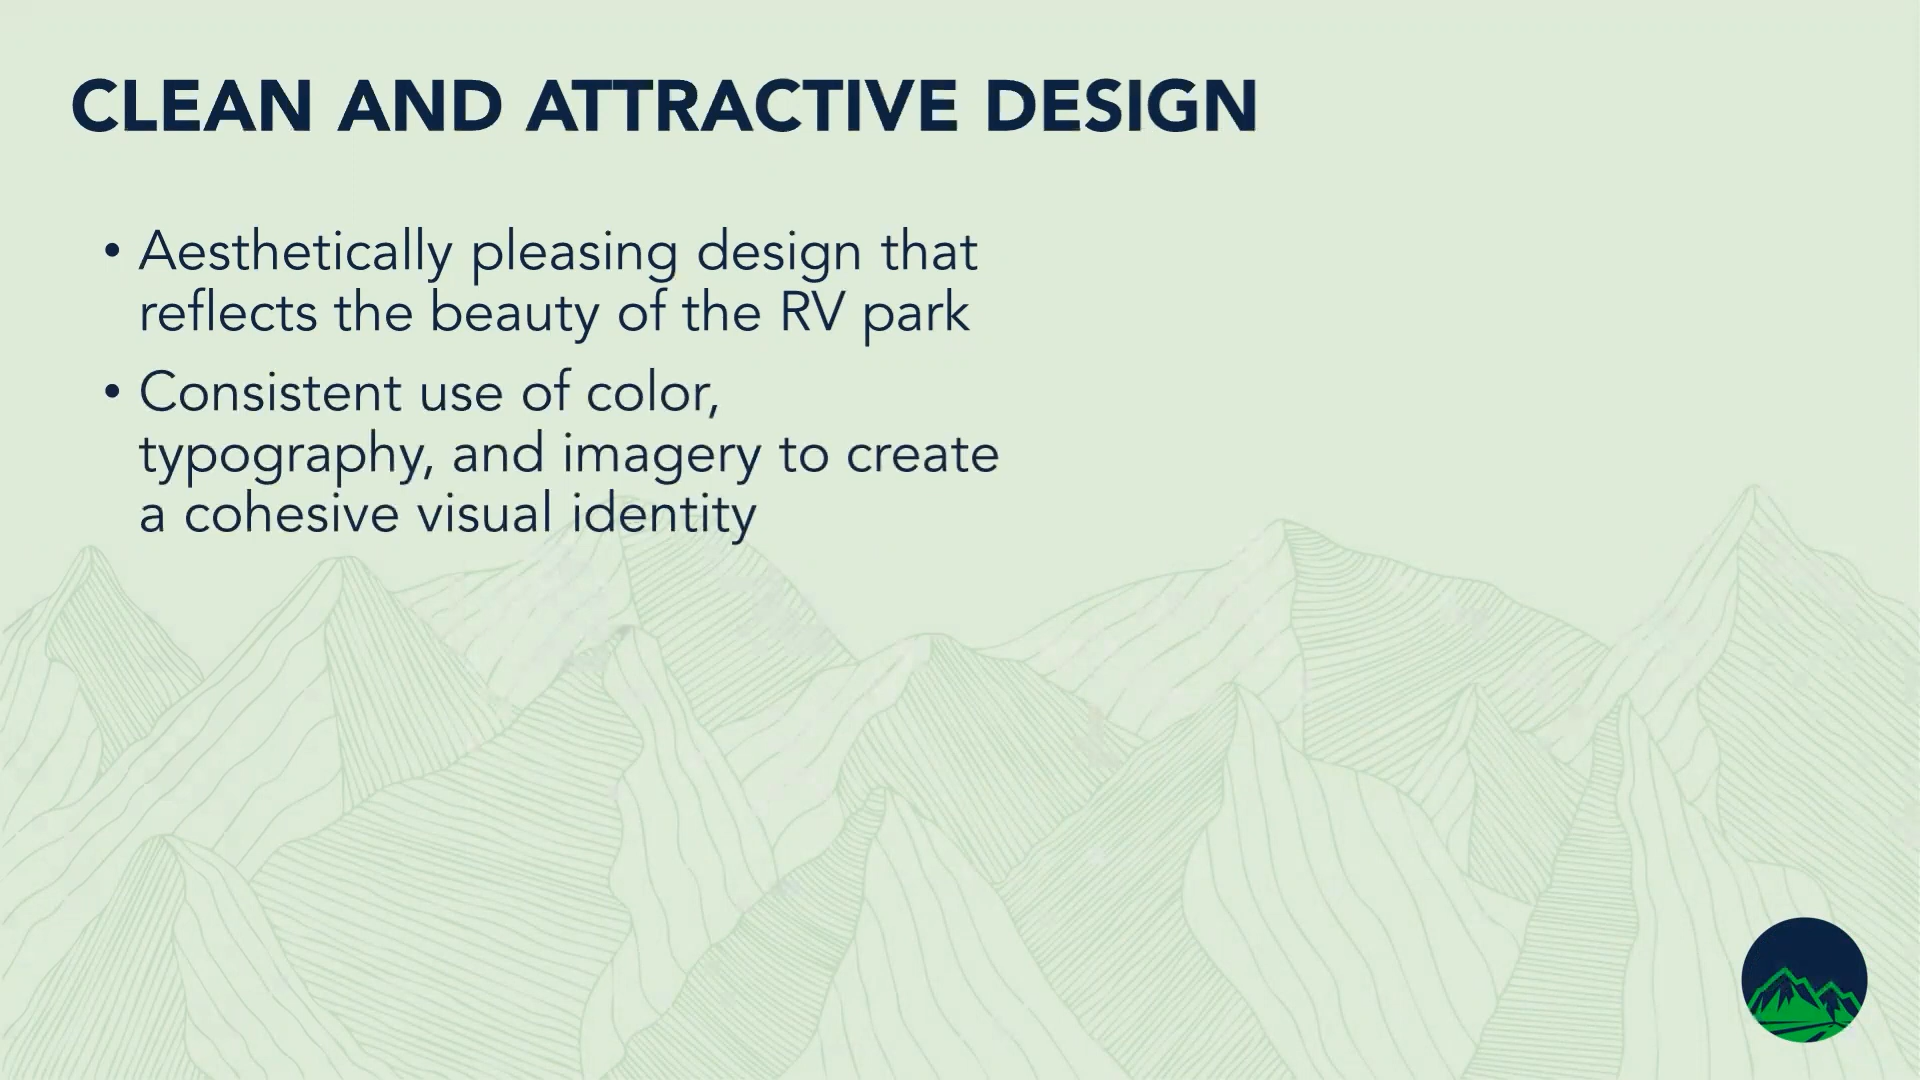 CLEAN AND ATTRACTIVE DESIGN
• Aesthetically pleasing design that
reflects the beauty of the RV park
• Consistent use of color,
typography, and imagery to create
a cohesive visual identity